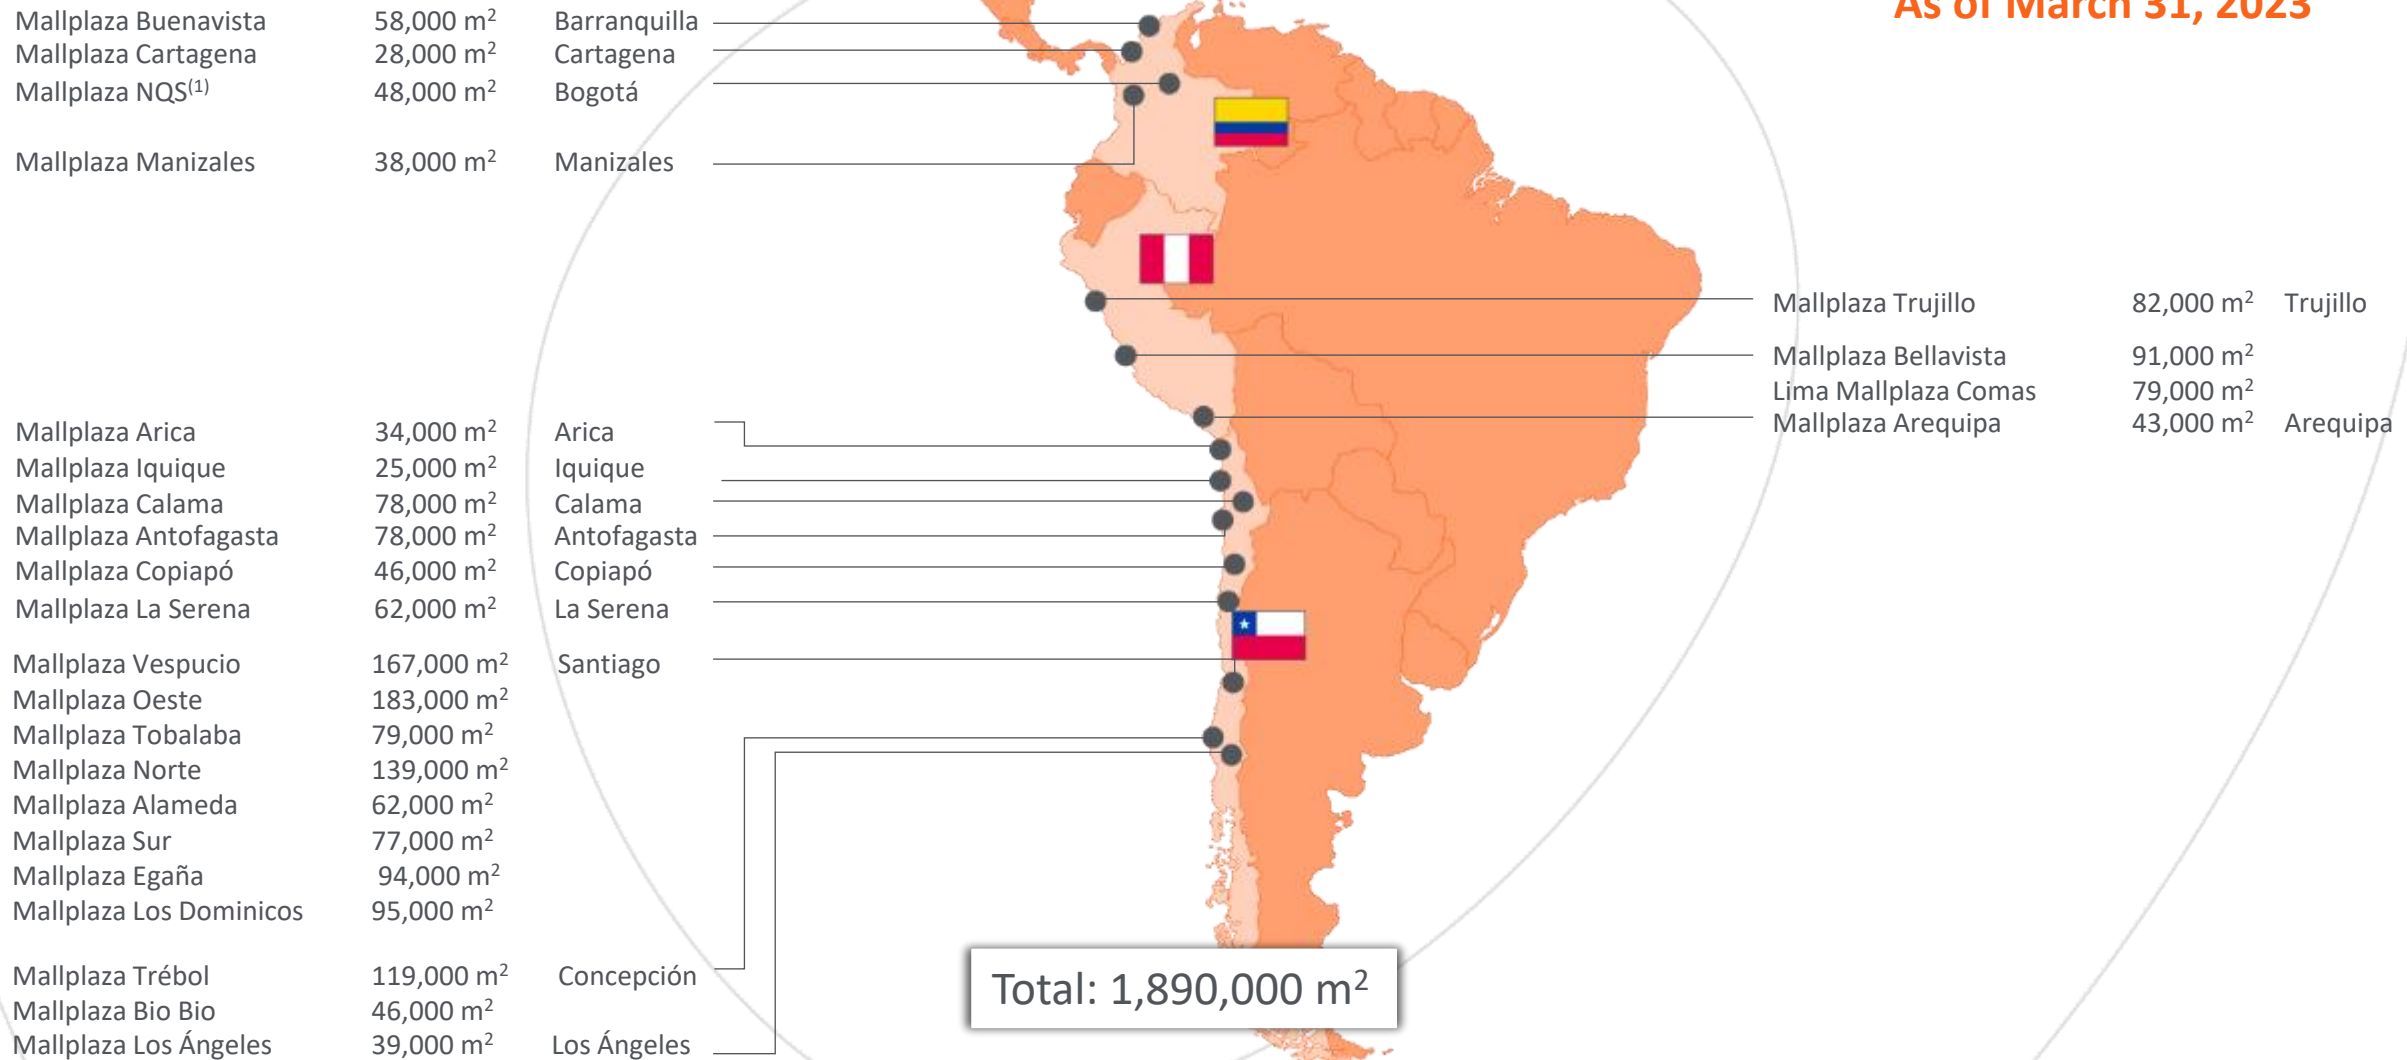 As of March 31, 2023
Mallplaza Buenavista 58,000 m² Barranquilla
Mallplaza Cartagena 28,000 m² Cartagena
Mallplaza NQS⁽¹⁾ 48,000 m² Bogotá
Mallplaza Manizales 38,000 m² Manizales
Mallplaza Trujillo 82,000 m² Trujillo
Mallplaza Bellavista 91,000 m²
Lima Mallplaza Comas 79,000 m²
Mallplaza Arequipa 43,000 m² Arequipa
Mallplaza Arica 34,000 m² Arica
Mallplaza Iquique 25,000 m² Iquique
Mallplaza Calama 78,000 m² Calama
Mallplaza Antofagasta 78,000 m² Antofagasta
Mallplaza Copiapó 46,000 m² Copiapó
Mallplaza La Serena 62,000 m² La Serena
Mallplaza Vespucio 167,000 m² Santiago
Mallplaza Oeste 183,000 m²
Mallplaza Tobalaba 79,000 m²
Mallplaza Norte 139,000 m²
Mallplaza Alameda 62,000 m²
Mallplaza Sur 77,000 m²
Mallplaza Egaña 94,000 m²
Mallplaza Los Dominicos 95,000 m²
Mallplaza Trébol 119,000 m² Concepción
Mallplaza Bio Bio 46,000 m²
Mallplaza Los Ángeles 39,000 m² Los Ángeles
Total: 1,890,000 m²